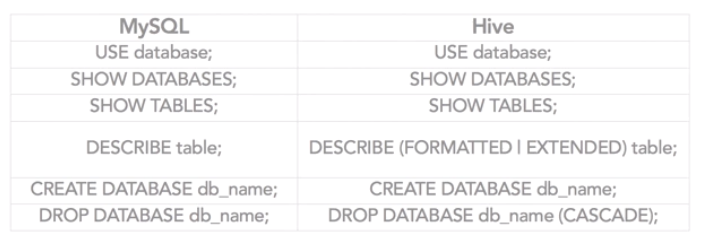 MySQL Hive
USE database; USE database;
SHOW DATABASES; SHOW DATABASES;
SHOW TABLES; SHOW TABLES;
DESCRIBE table; DESCRIBE (FORMATTED | EXTENDED) table;
CREATE DATABASE db_name; CREATE DATABASE db_name;
DROP DATABASE db_name; DROP DATABASE db_name (CASCADE);